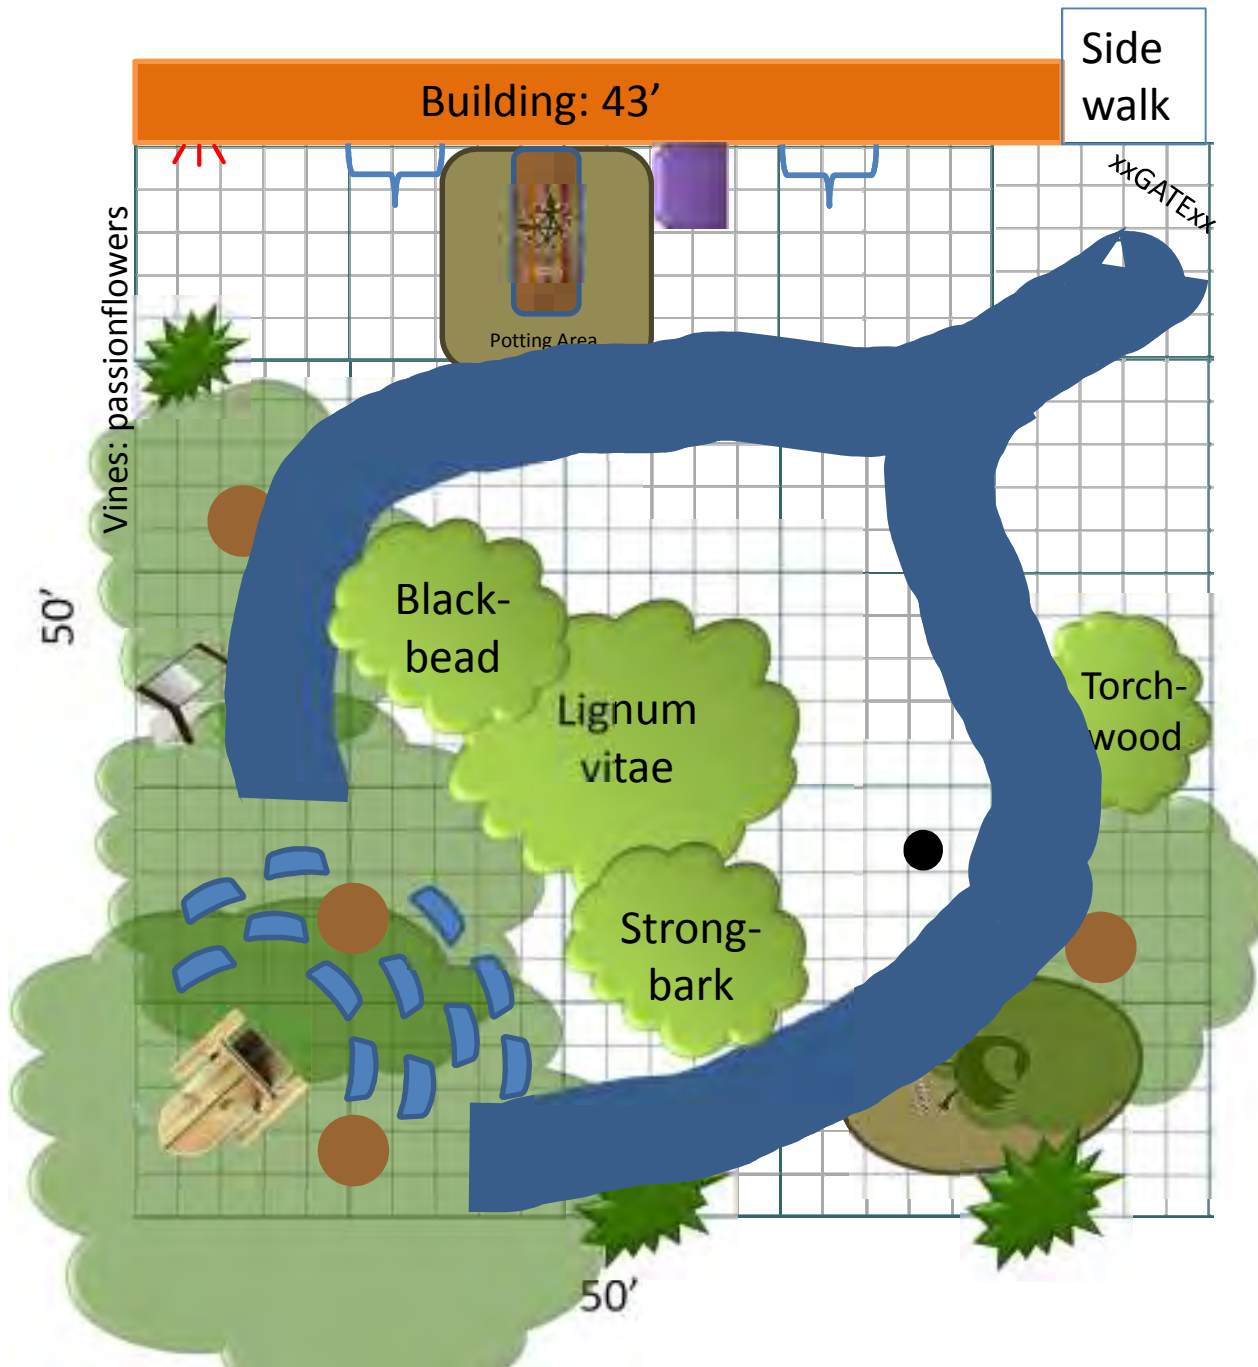 Side
walk
Building: 43’
xxGATExx
Vines: passionflowers
Potting Area
Black-
bead
50’
Lignum
vitae
Torch-
wood
Strong-
bark
50’